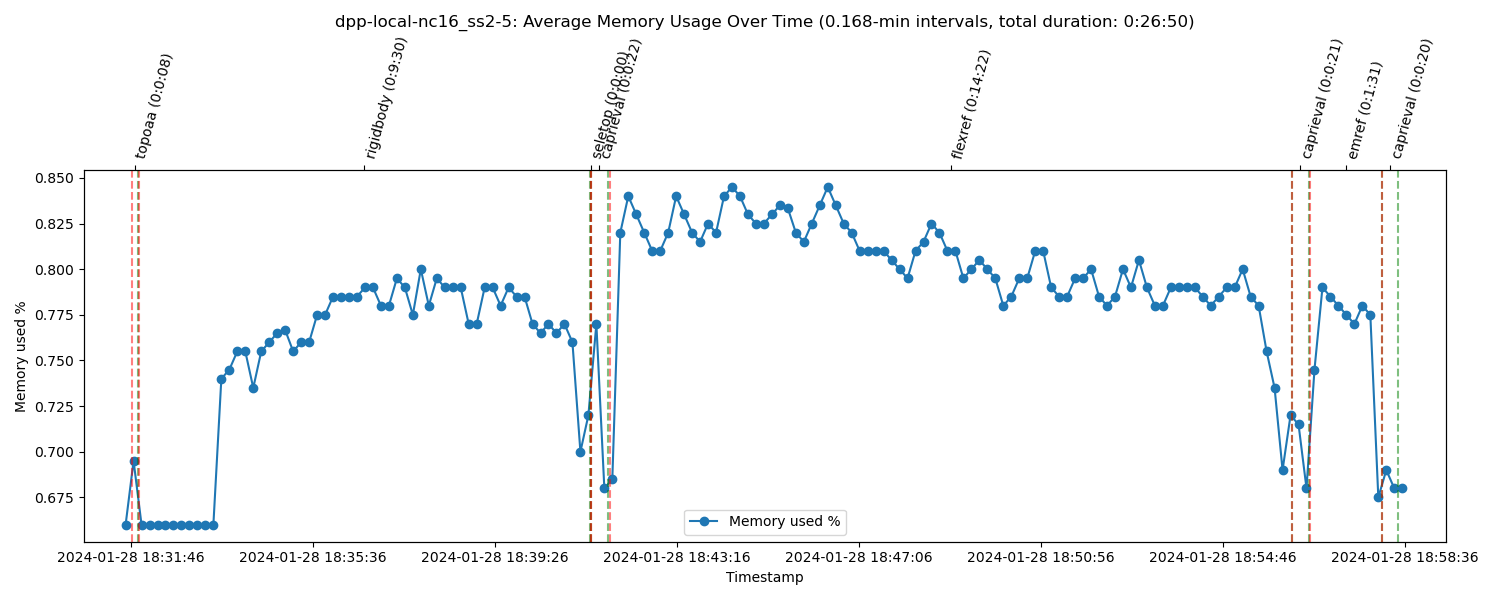 dpp-local-nc16_ss2-5: Average Memory Usage Over Time (0.168-min intervals, total duration: 0:26:50)
topoaa (0:0:08)
rigidbody (0:9:30)
seletop (0:0:00)
caprieval (0:0:22)
flexref (0:14:22)
caprieval (0:0:21)
emref (0:1:31)
caprieval (0:0:20)
Memory used %
0.850
0.825
0.800
0.775
0.750
0.725
0.700
0.675
Memory used %
2024-01-28 18:31:46
2024-01-28 18:35:36
2024-01-28 18:39:26
2024-01-28 18:43:16
2024-01-28 18:47:06
2024-01-28 18:50:56
2024-01-28 18:54:46
2024-01-28 18:58:36
Timestamp